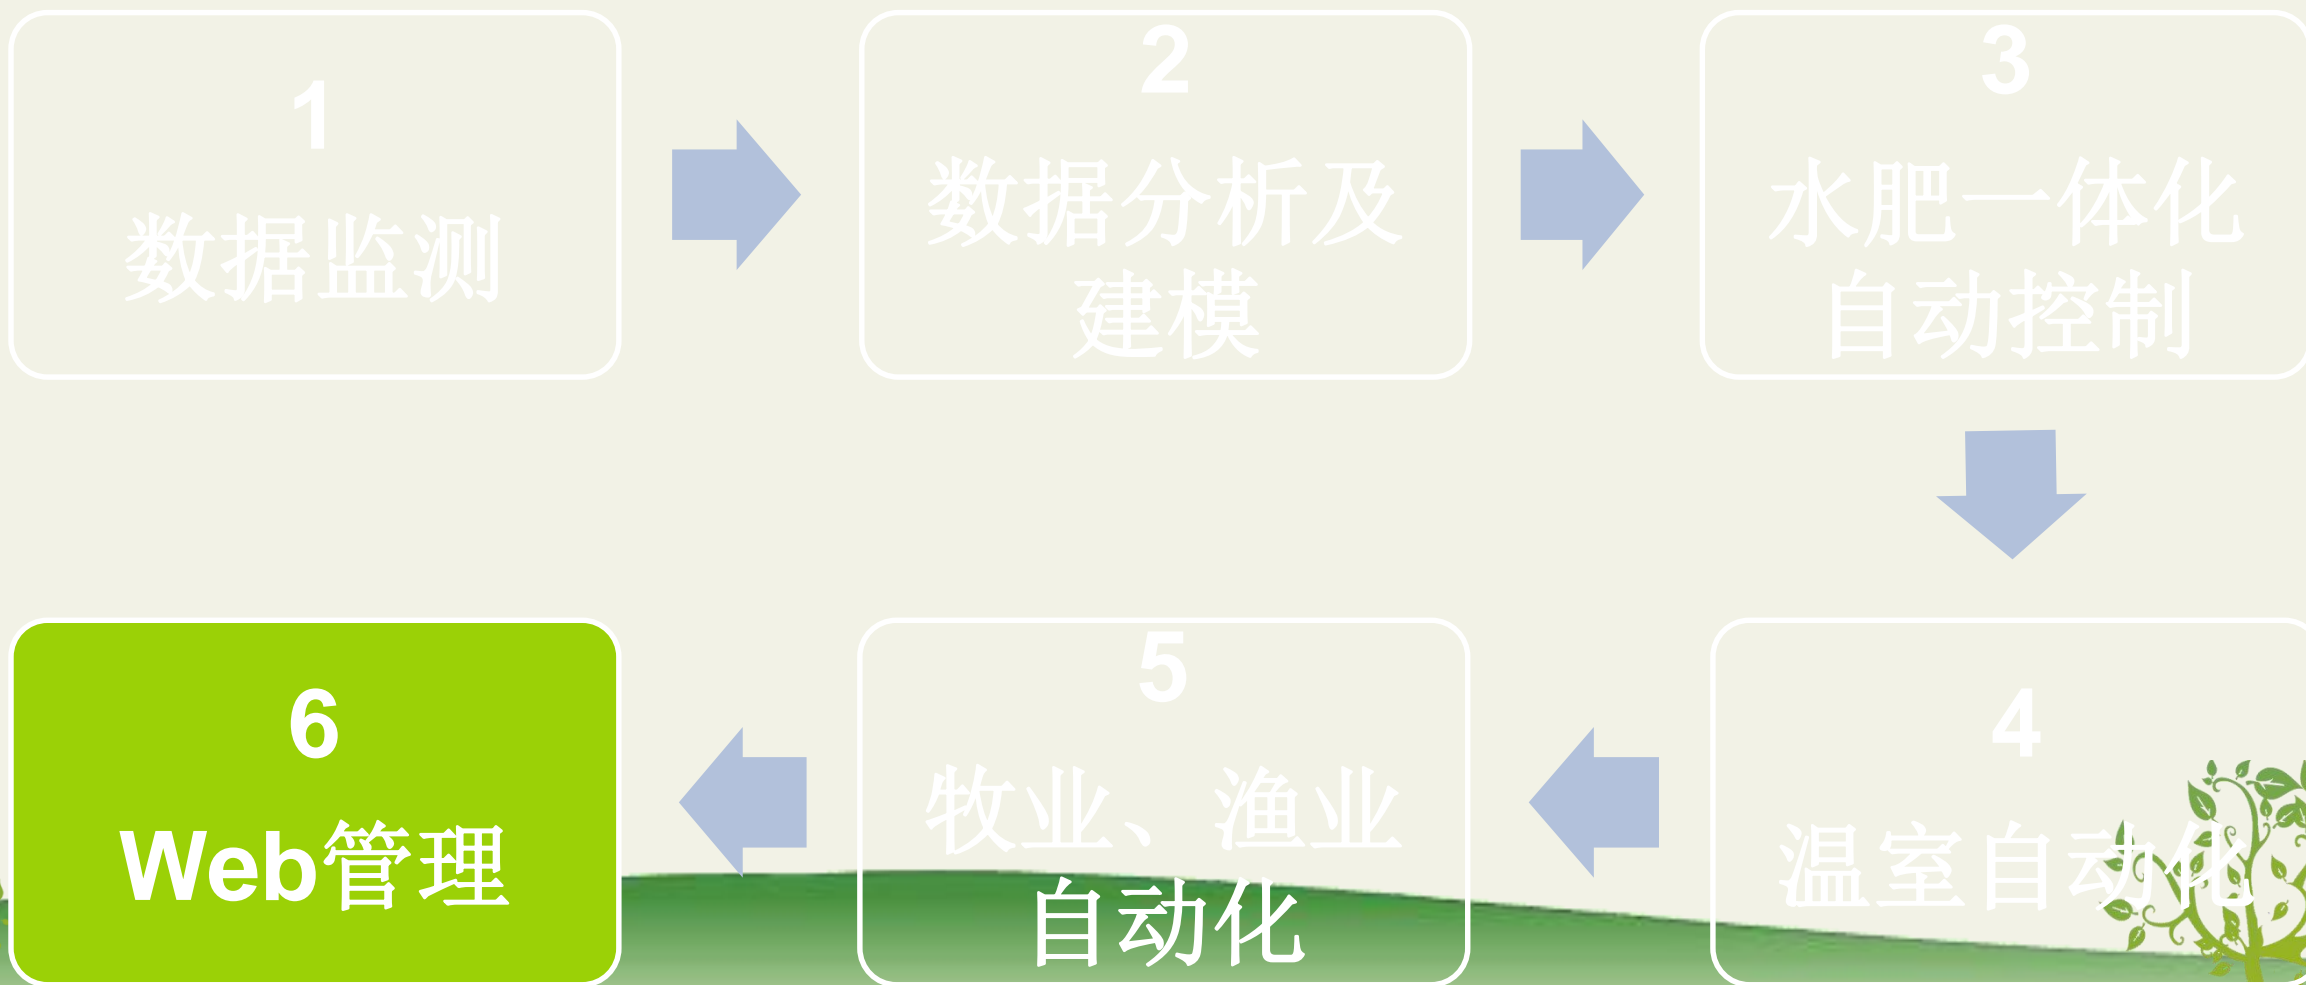 1
数据监测
2
数据分析及
建模
3
水肥一体化
自动控制
4
温室自动化
5
牧业、渔业
自动化
6
Web管理